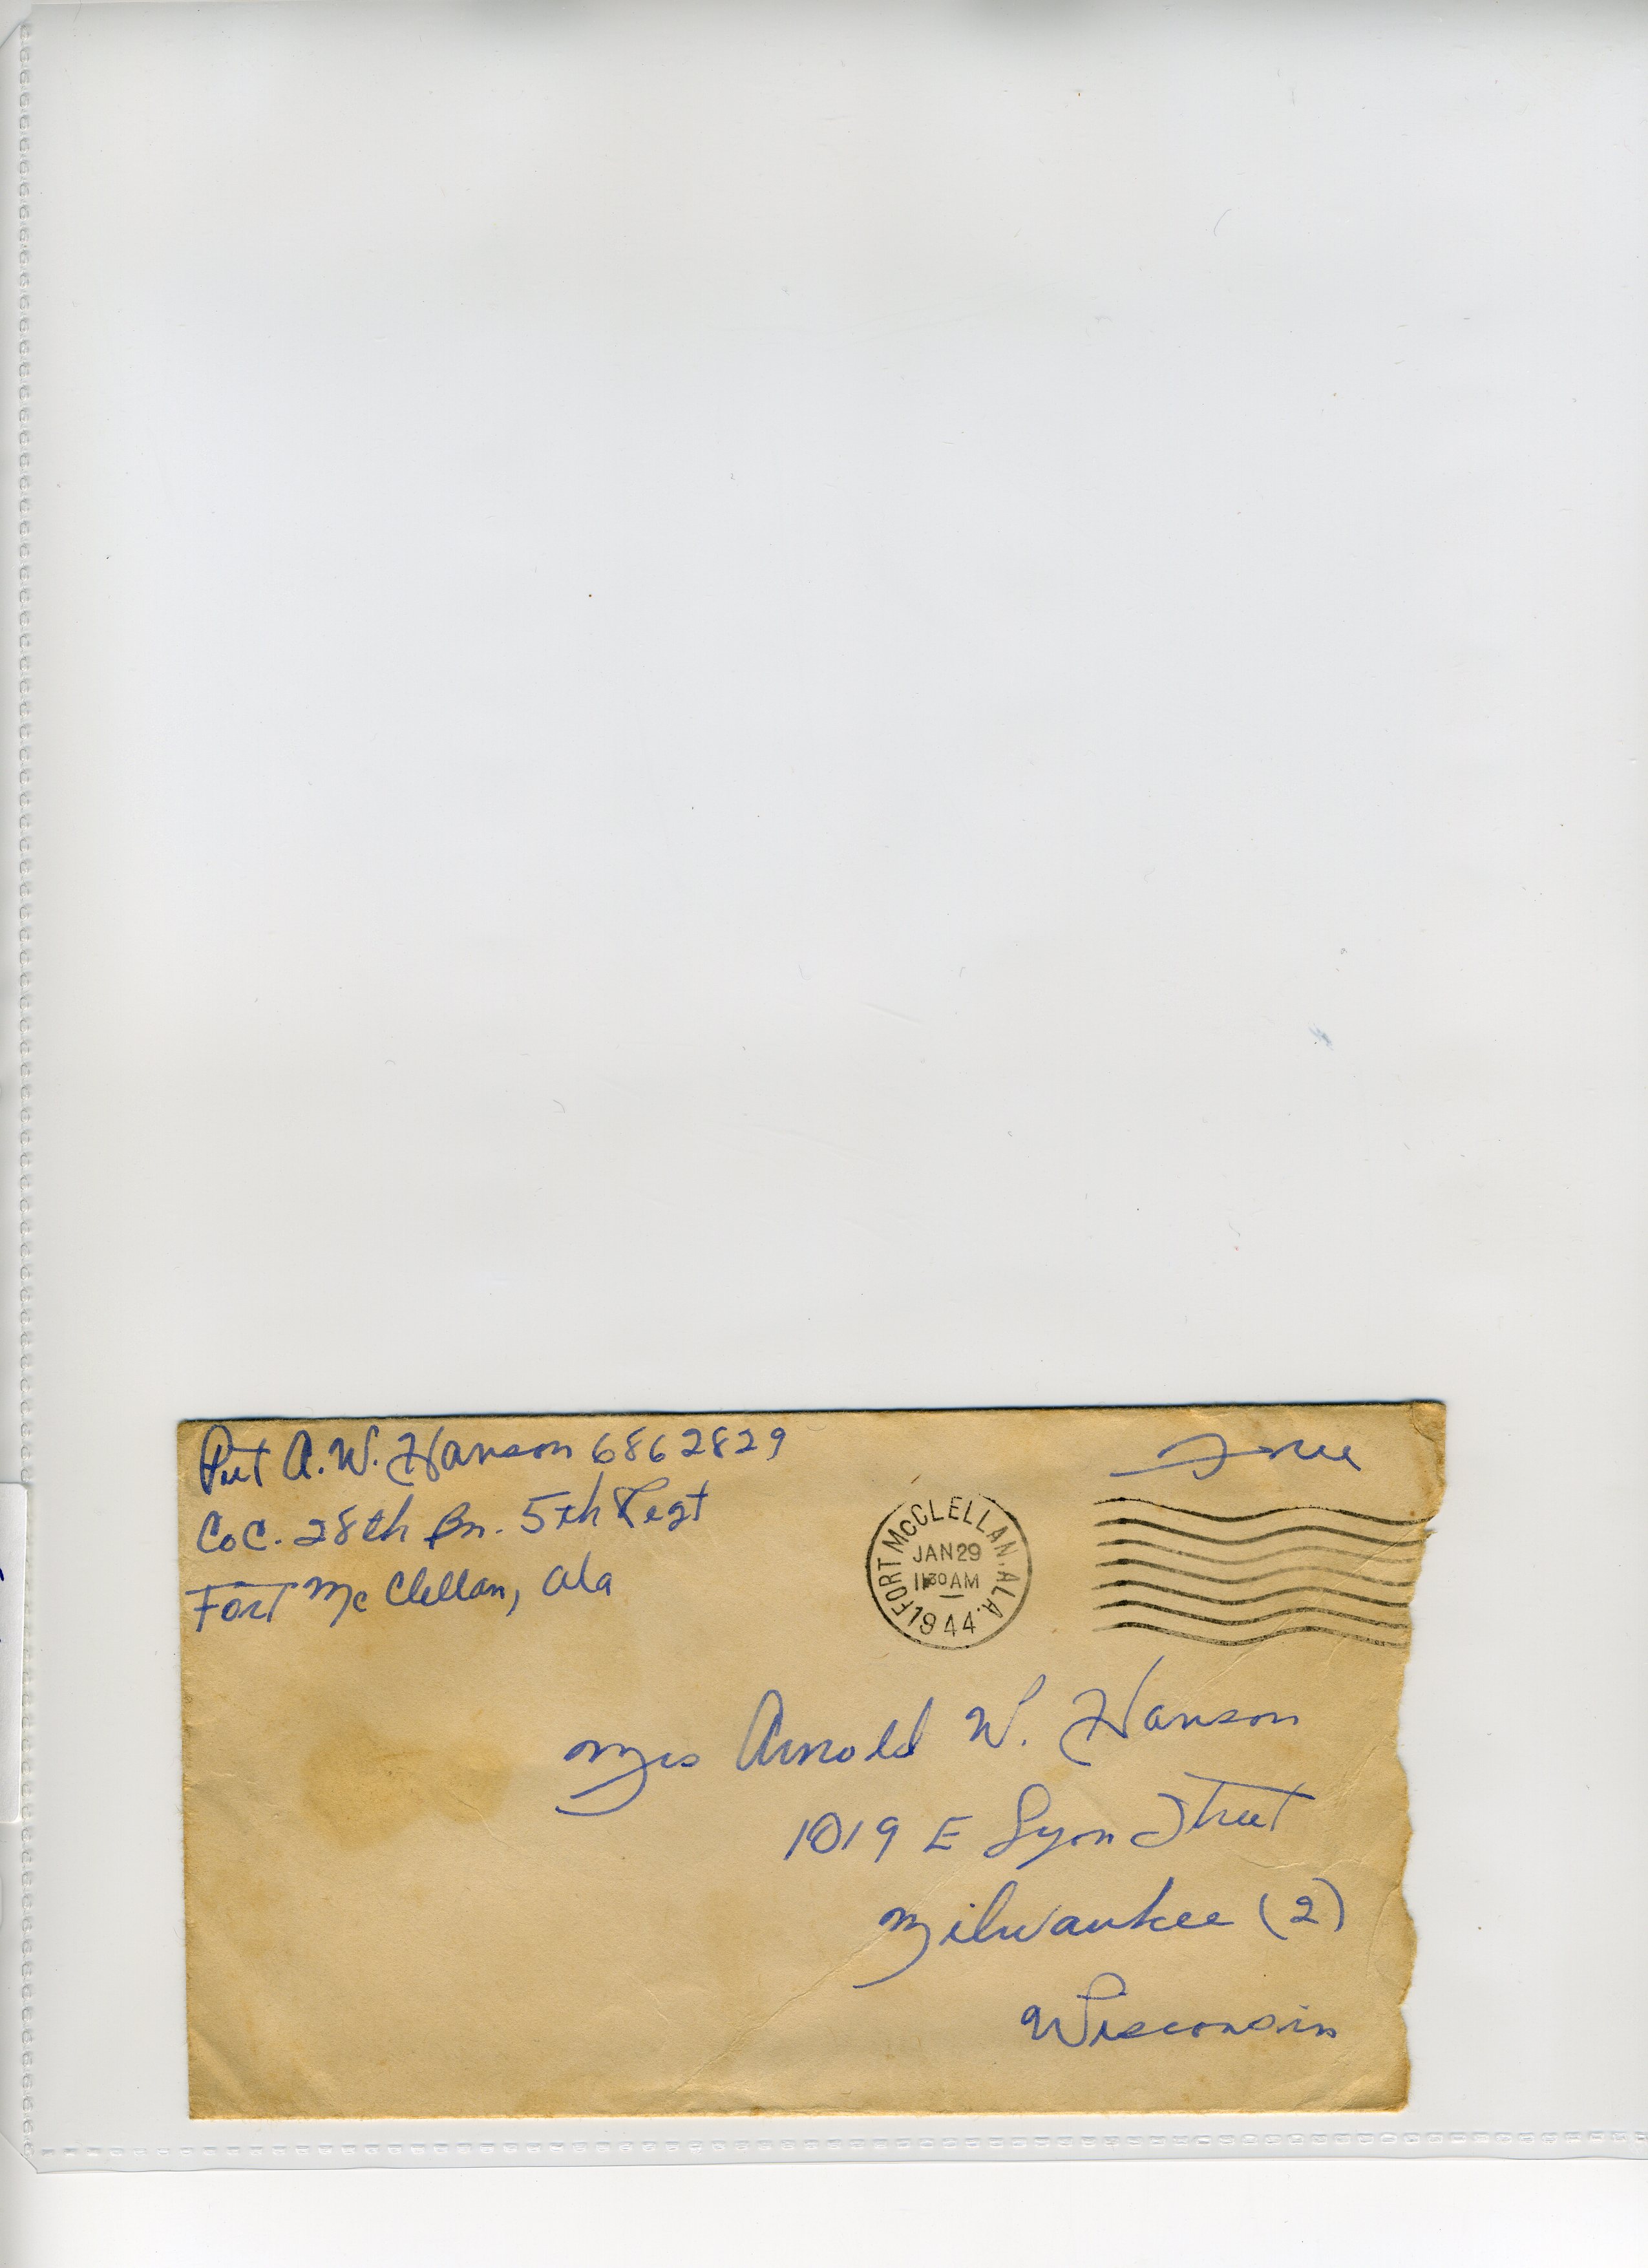 Pvt A. W. Hanson 6862829
Co C. 28th Bn. 5th Regt
Fort McClellan, Ala
Free
FORT McCLELLAN, ALA.
JAN 29
11 30 AM
1944
Mrs Arnold W. Hanson
1019 E Lyon Street
Milwaukee (2)
Wisconsin